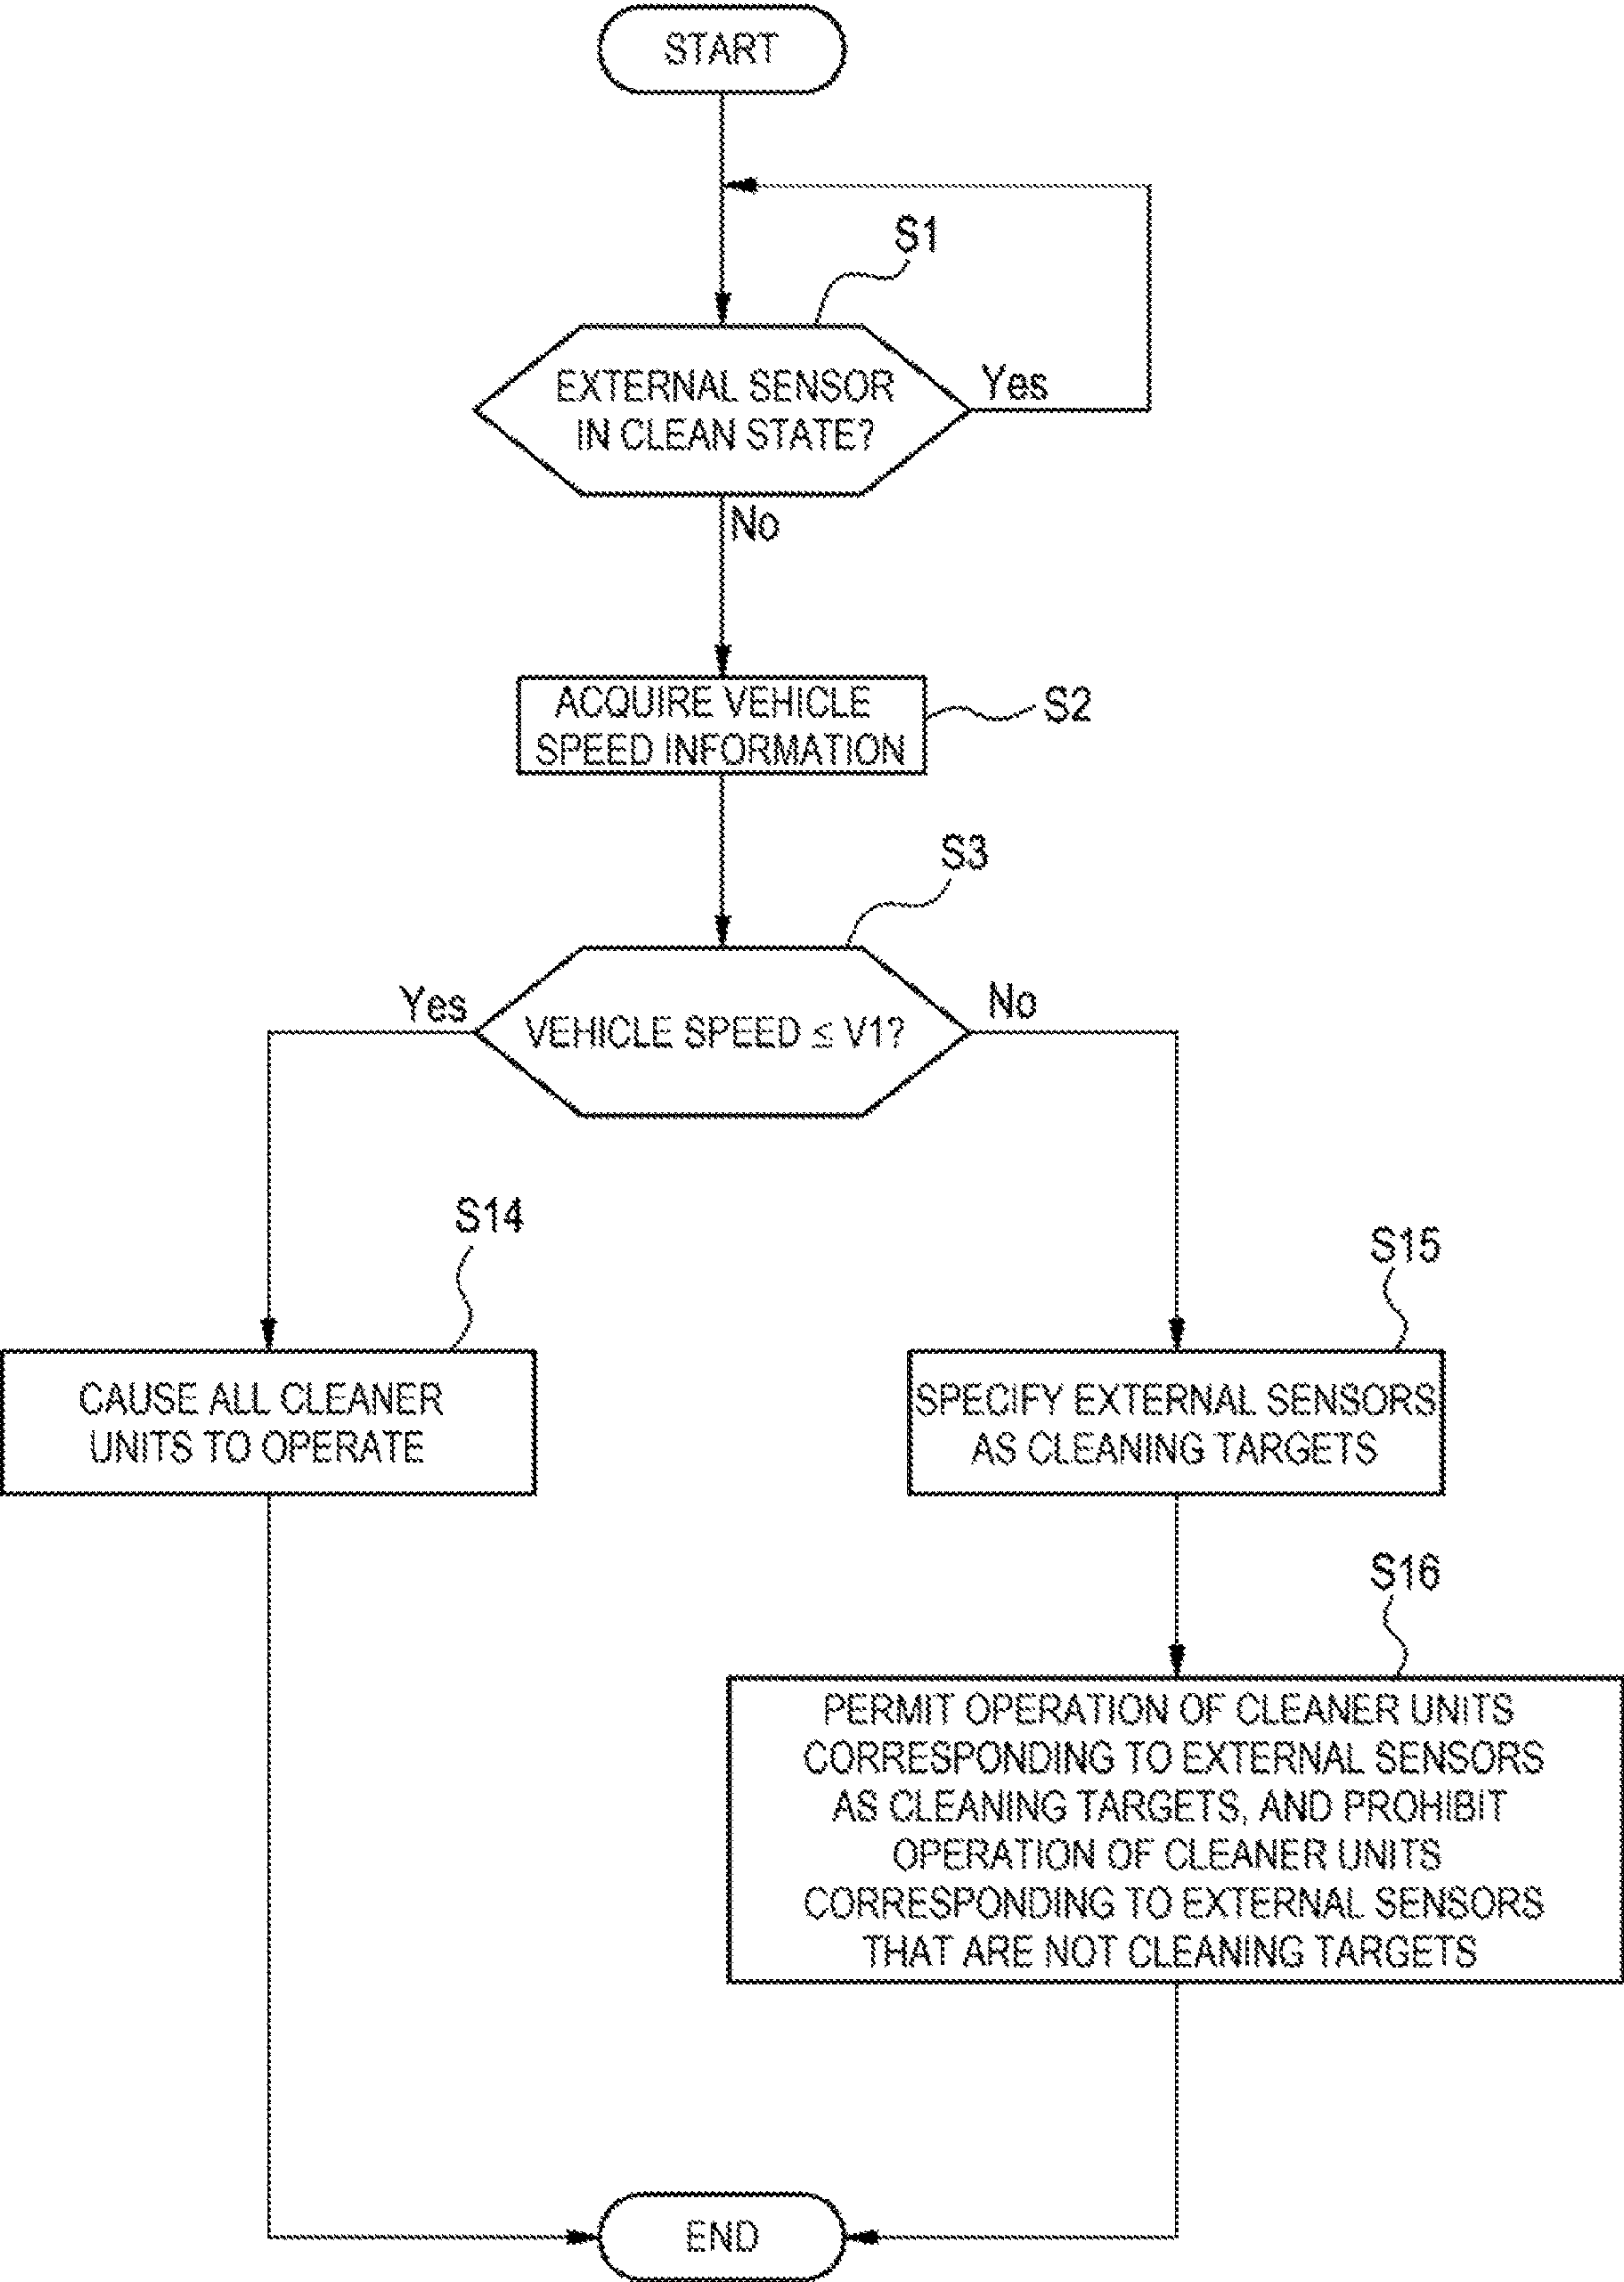 START
S1
EXTERNAL SENSOR
IN CLEAN STATE?
Yes
No
ACQUIRE VEHICLE
SPEED INFORMATION
S2
S3
VEHICLE SPEED ≦ V1?
Yes
No
S14
CAUSE ALL CLEANER
UNITS TO OPERATE
S15
SPECIFY EXTERNAL SENSORS
AS CLEANING TARGETS
S16
PERMIT OPERATION OF CLEANER UNITS
CORRESPONDING TO EXTERNAL SENSORS
AS CLEANING TARGETS, AND PROHIBIT
OPERATION OF CLEANER UNITS
CORRESPONDING TO EXTERNAL SENSORS
THAT ARE NOT CLEANING TARGETS
END